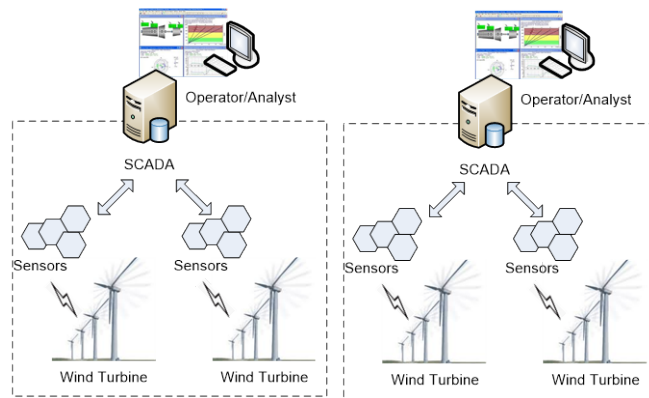 Operator/Analyst
SCADA
Sensors
Sensors
Wind Turbine
Wind Turbine
Operator/Analyst
SCADA
Sensors
Sensors
Wind Turbine
Wind Turbine